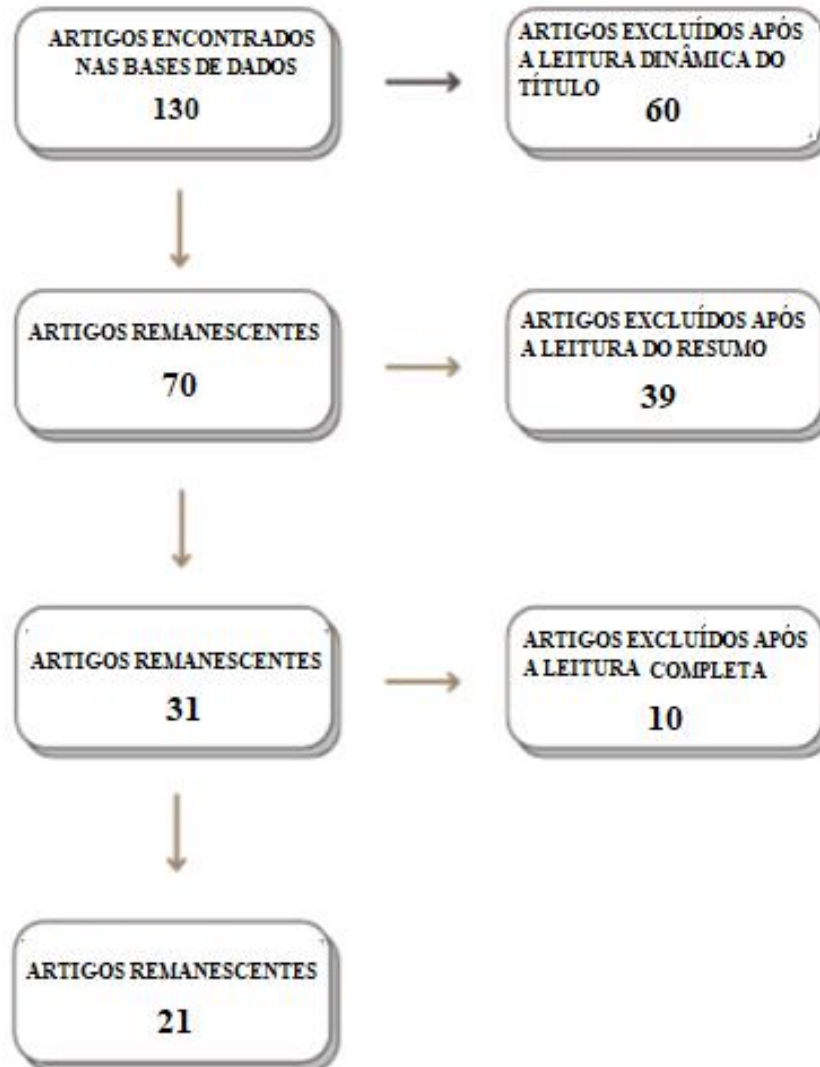 ARTIGOS ENCONTRADOS
NAS BASES DE DADOS
130
ARTIGOS EXCLUÍDOS APÓS
A LEITURA DINÂMICA DO
TÍTULO
60
ARTIGOS REMANESCENTES
70
ARTIGOS EXCLUÍDOS APÓS
A LEITURA DO RESUMO
39
ARTIGOS REMANESCENTES
31
ARTIGOS EXCLUÍDOS APÓS
A LEITURA COMPLETA
10
ARTIGOS REMANESCENTES
21